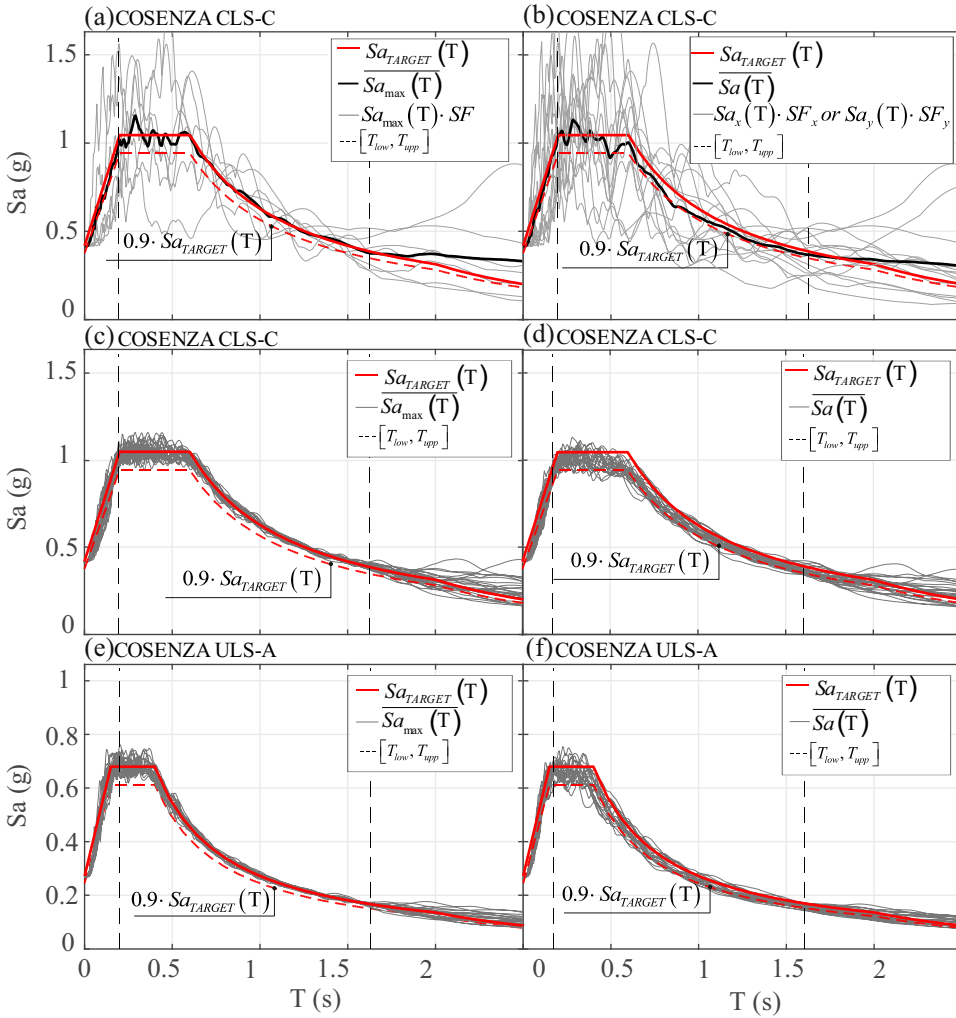 (a) COSENZA CLS-C
Sa (g)
1.5
1
0.5
0
Sa_TARGET (T)
Sa_max (T)
Sa_max (T) · SF
[T_low, T_upp]
0.9· Sa_TARGET (T)
(b) COSENZA CLS-C
Sa_TARGET (T)
Sa (T)
Sa_x (T) · SF_x or Sa_y (T) · SF_y
[T_low, T_upp]
0.9· Sa_TARGET (T)
(c) COSENZA CLS-C
Sa (g)
1.5
1
0.5
0
Sa_TARGET (T)
Sa_max (T)
[T_low, T_upp]
0.9· Sa_TARGET (T)
(d) COSENZA CLS-C
Sa_TARGET (T)
Sa (T)
[T_low, T_upp]
0.9· Sa_TARGET (T)
(e) COSENZA ULS-A
Sa (g)
1
0.8
0.6
0.4
0.2
0
Sa_TARGET (T)
Sa_max (T)
[T_low, T_upp]
0.9· Sa_TARGET (T)
0 0.5 1 1.5 2
T (s)
(f) COSENZA ULS-A
Sa_TARGET (T)
Sa (T)
[T_low, T_upp]
0.9· Sa_TARGET (T)
0 0.5 1 1.5 2
T (s)